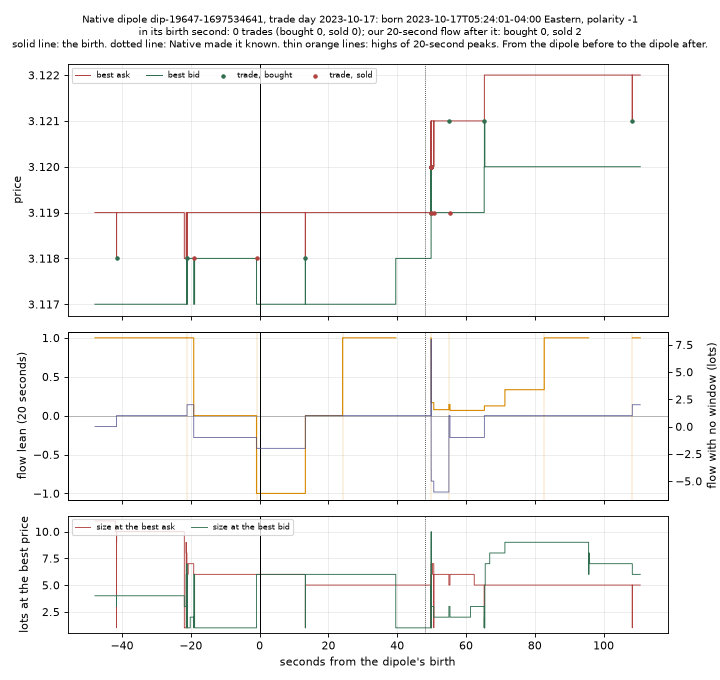 Native dipole dip-19647-1697534641, trade day 2023-10-17: born 2023-10-17T05:24:01-04:00 Eastern, polarity -1
in its birth second: 0 trades (bought 0, sold 0); our 20-second flow after it: bought 0, sold 2
solid line: the birth. dotted line: Native made it known. thin orange lines: highs of 20-second peaks. From the dipole before to the dipole after.
best ask best bid trade, bought trade, sold
3.122
3.121
3.120
3.119
3.118
3.117
price
1.0
0.5
0.0
−0.5
−1.0
flow lean (20 seconds)
7.5
5.0
2.5
0.0
−2.5
−5.0
flow with no window (lots)
size at the best ask size at the best bid
10.0
7.5
5.0
2.5
lots at the best price
−40 −20 0 20 40 60 80 100
seconds from the dipole's birth